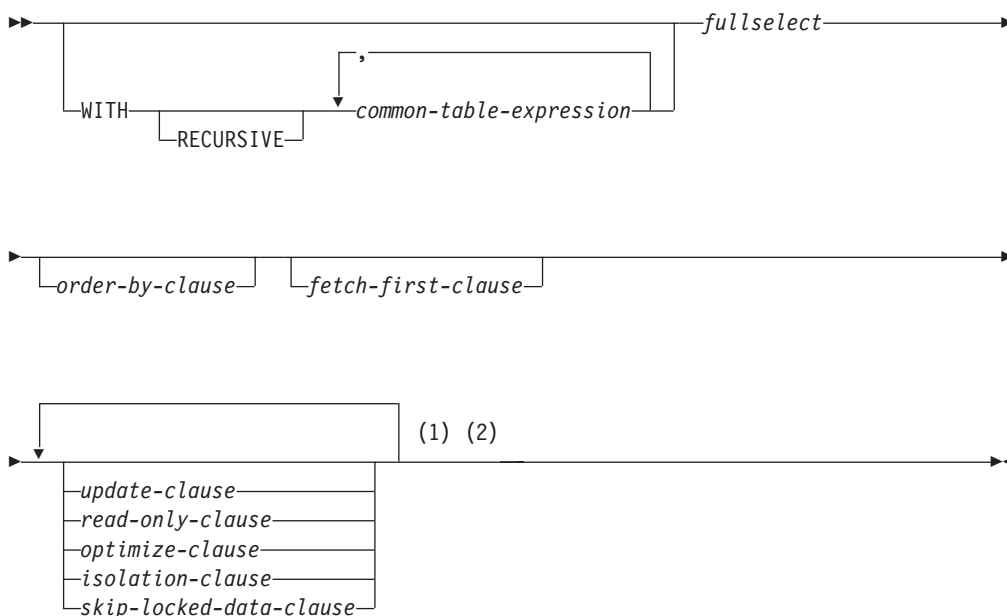 fullselect
,
WITH common-table-expression
RECURSIVE
order-by-clause fetch-first-clause
(1) (2)
update-clause
read-only-clause
optimize-clause
isolation-clause
skip-locked-data-clause